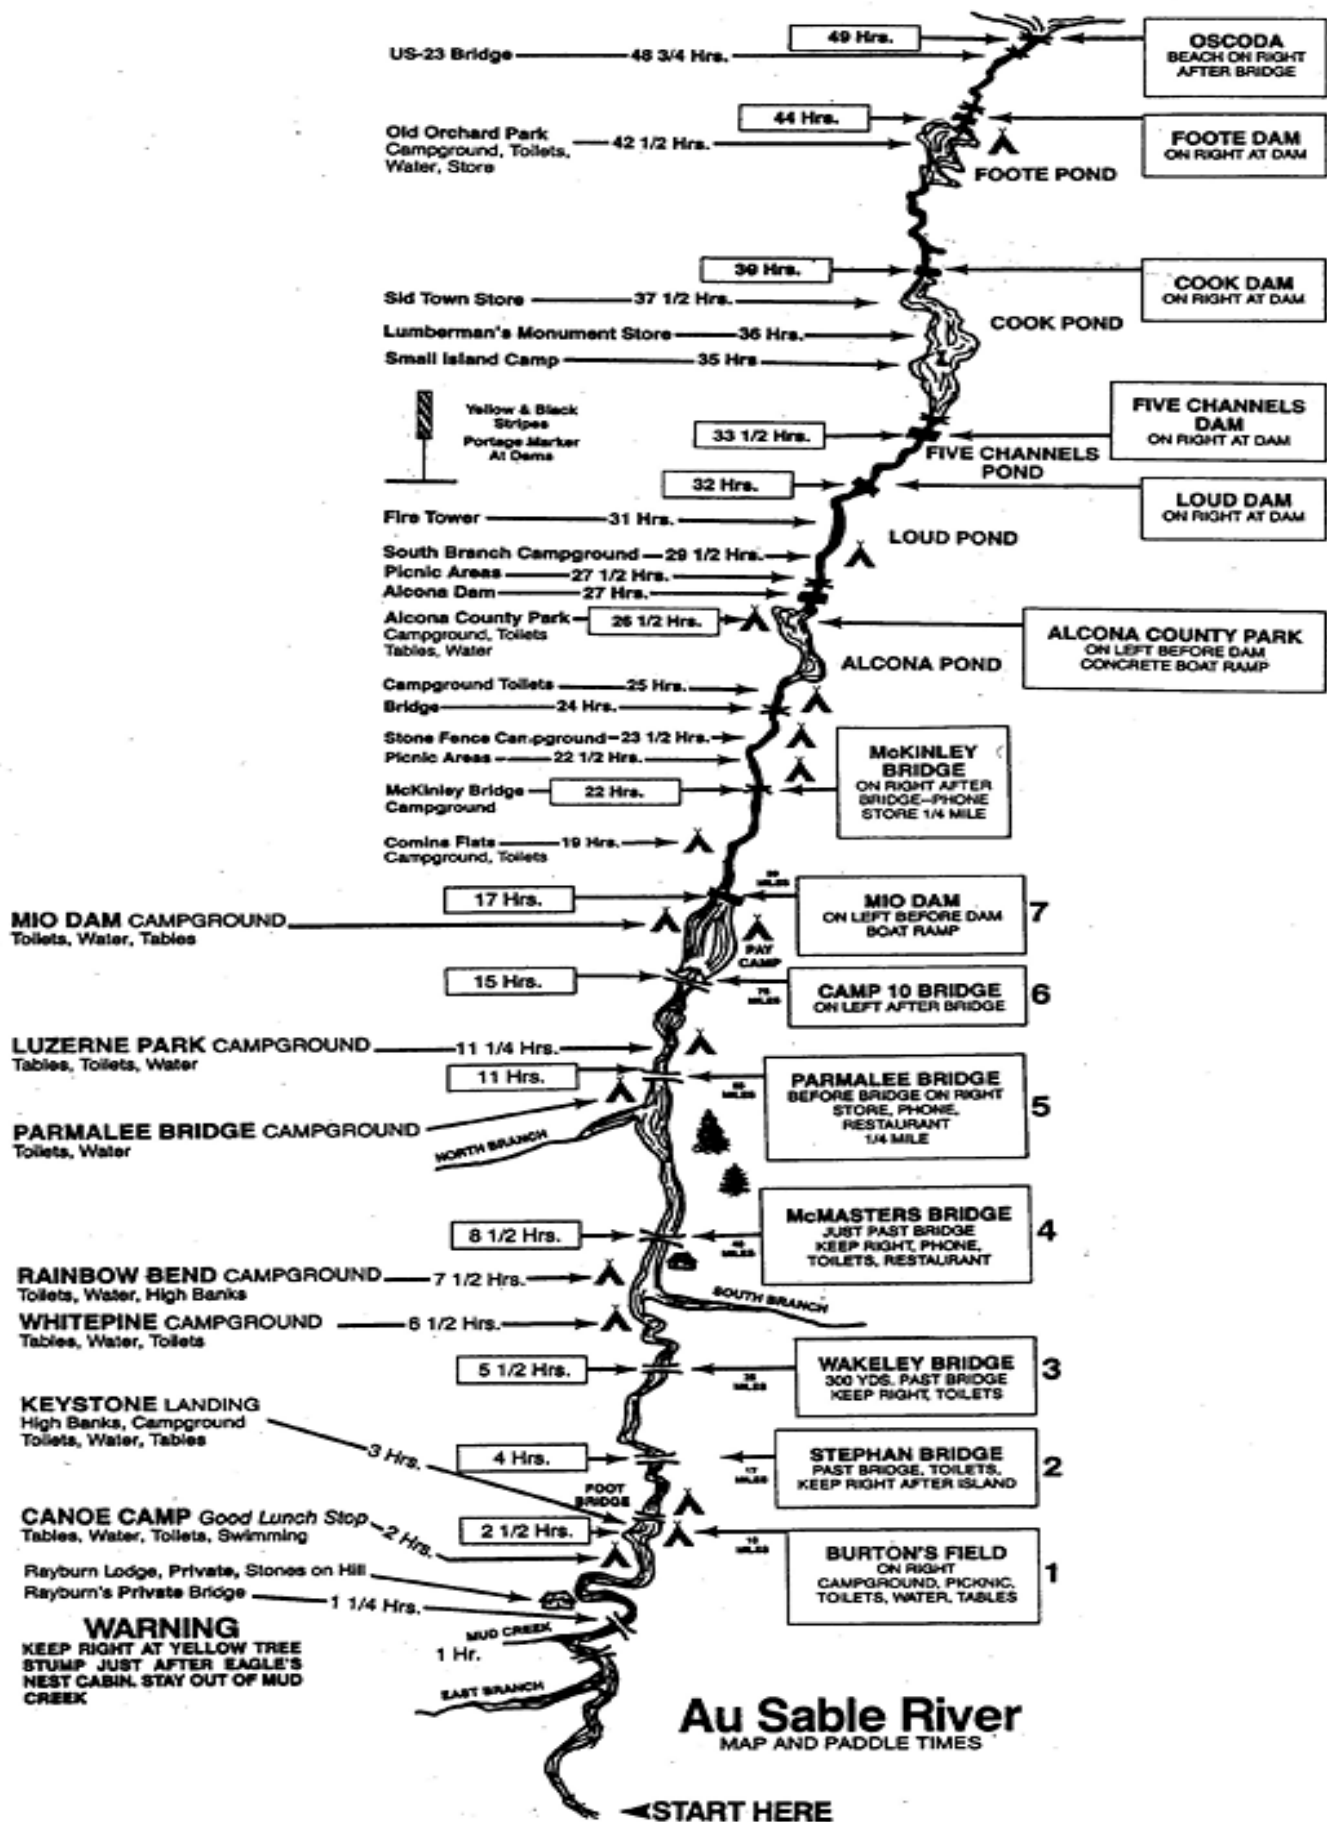 49 Hrs.
OSCODA
BEACH ON RIGHT
AFTER BRIDGE
US-23 Bridge 48 3/4 Hrs.
44 Hrs.
FOOTE DAM
ON RIGHT AT DAM
Old Orchard Park 42 1/2 Hrs.
Campground, Toilets,
Water, Store
FOOTE POND
COOK DAM
ON RIGHT AT DAM
Sid Town Store 37 1/2 Hrs.
COOK POND
Lumberman's Monument Store 36 Hrs.
Small Island Camp 35 Hrs
Yellow & Black
Stripes
Portage Marker
At Dams
FIVE CHANNELS
DAM
ON RIGHT AT DAM
33 1/2 Hrs.
FIVE CHANNELS
POND
32 Hrs.
LOUD DAM
ON RIGHT AT DAM
Fire Tower 31 Hrs.
LOUD POND
South Branch Campground 29 1/2 Hrs.
Picnic Areas 27 1/2 Hrs.
Alcona Dam 27 Hrs.
Alcona County Park 26 1/2 Hrs.
Campground, Toilets
Tables, Water
ALCONA COUNTY PARK
ON LEFT BEFORE DAM
CONCRETE BOAT RAMP
ALCONA POND
Campground Toilets 25 Hrs.
Bridge 24 Hrs.
Stone Fence Campground 23 1/2 Hrs.
Picnic Areas 22 1/2 Hrs.
McKinley Bridge 22 Hrs.
Campground
McKINLEY
BRIDGE
ON RIGHT AFTER
BRIDGE-PHONE
STORE 1/4 MILE
Comins Flats 19 Hrs.
Campground, Toilets
17 Hrs.
MILES
MIO DAM
ON LEFT BEFORE DAM
BOAT RAMP
7
MIO DAM CAMPGROUND
Toilets, Water, Tables
PAY
CAMP
15 Hrs.
MILES
CAMP 10 BRIDGE
ON LEFT AFTER BRIDGE
6
LUZERNE PARK CAMPGROUND 11 1/4 Hrs.
Tables, Toilets, Water
11 Hrs.
MILES
PARMALEE BRIDGE
BEFORE BRIDGE ON RIGHT
STORE, PHONE,
RESTAURANT
1/4 MILE
5
PARMALEE BRIDGE CAMPGROUND
Toilets, Water
NORTH BRANCH
8 1/2 Hrs.
MILES
McMASTERS BRIDGE
JUST PAST BRIDGE
KEEP RIGHT, PHONE,
TOILETS, RESTAURANT
4
RAINBOW BEND CAMPGROUND 7 1/2 Hrs.
Toilets, Water, High Banks
SOUTH BRANCH
WHITEPINE CAMPGROUND 6 1/2 Hrs.
Tables, Water, Toilets
5 1/2 Hrs.
MILES
WAKELEY BRIDGE
300 YDS. PAST BRIDGE
KEEP RIGHT, TOILETS
3
KEYSTONE LANDING
High Banks, Campground
Toilets, Water, Tables
3 Hrs.
4 Hrs.
17
MILES
STEPHAN BRIDGE
PAST BRIDGE, TOILETS,
KEEP RIGHT AFTER ISLAND
2
FOOT
BRIDGE
CANOE CAMP Good Lunch Stop 2 Hrs.
Tables, Water, Toilets, Swimming
2 1/2 Hrs.
MILES
BURTON'S FIELD
ON RIGHT
CAMPGROUND, PICKNIC,
TOILETS, WATER, TABLES
1
Rayburn Lodge, Private, Stones on Hill
Rayburn's Private Bridge 1 1/4 Hrs.
WARNING
KEEP RIGHT AT YELLOW TREE
STUMP JUST AFTER EAGLE'S
NEST CABIN. STAY OUT OF MUD
CREEK
MUD CREEK
1 Hr.
EAST BRANCH
Au Sable River
MAP AND PADDLE TIMES
START HERE